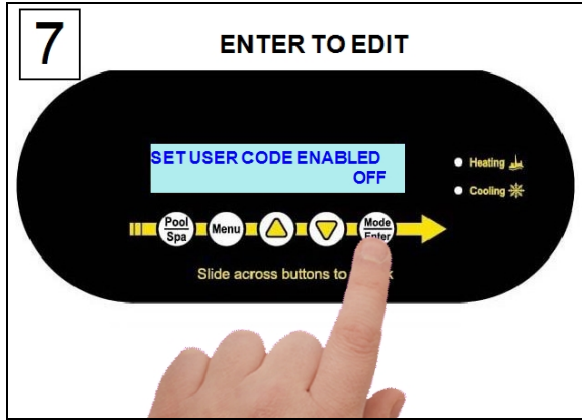 7
ENTER TO EDIT
SET USER CODE ENABLED
OFF
Heating
Cooling
Pool
Spa
Menu
Mode
Enter
Slide across buttons to